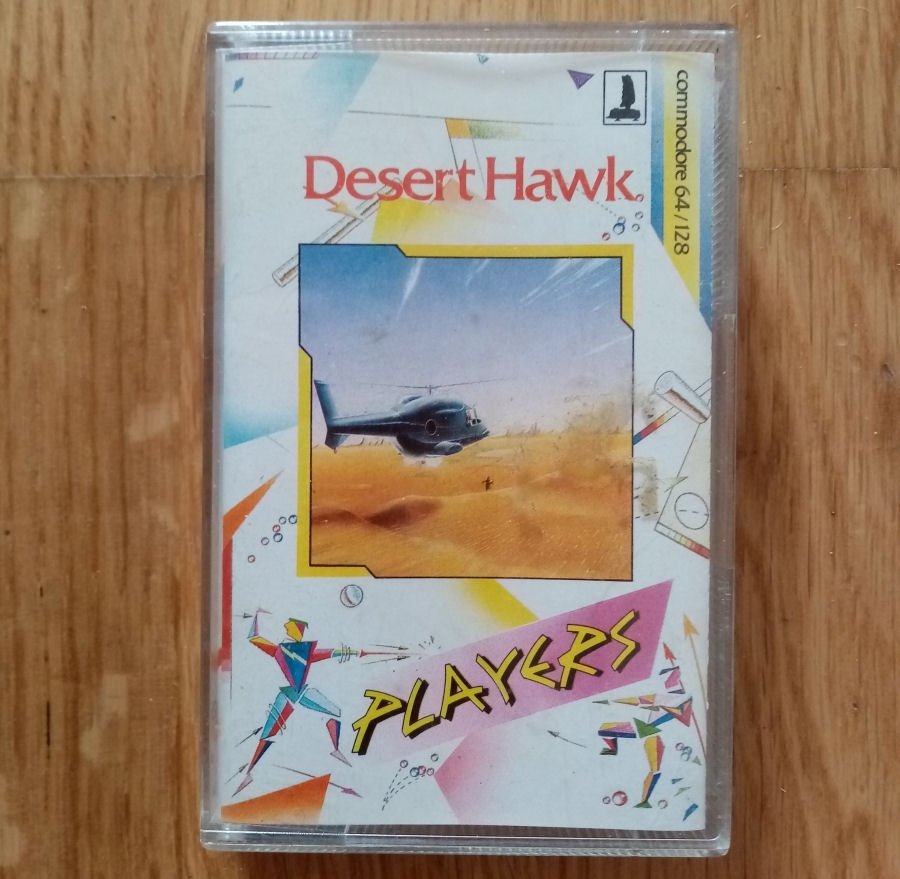 commodore 64/128
Desert Hawk
PLAYERS